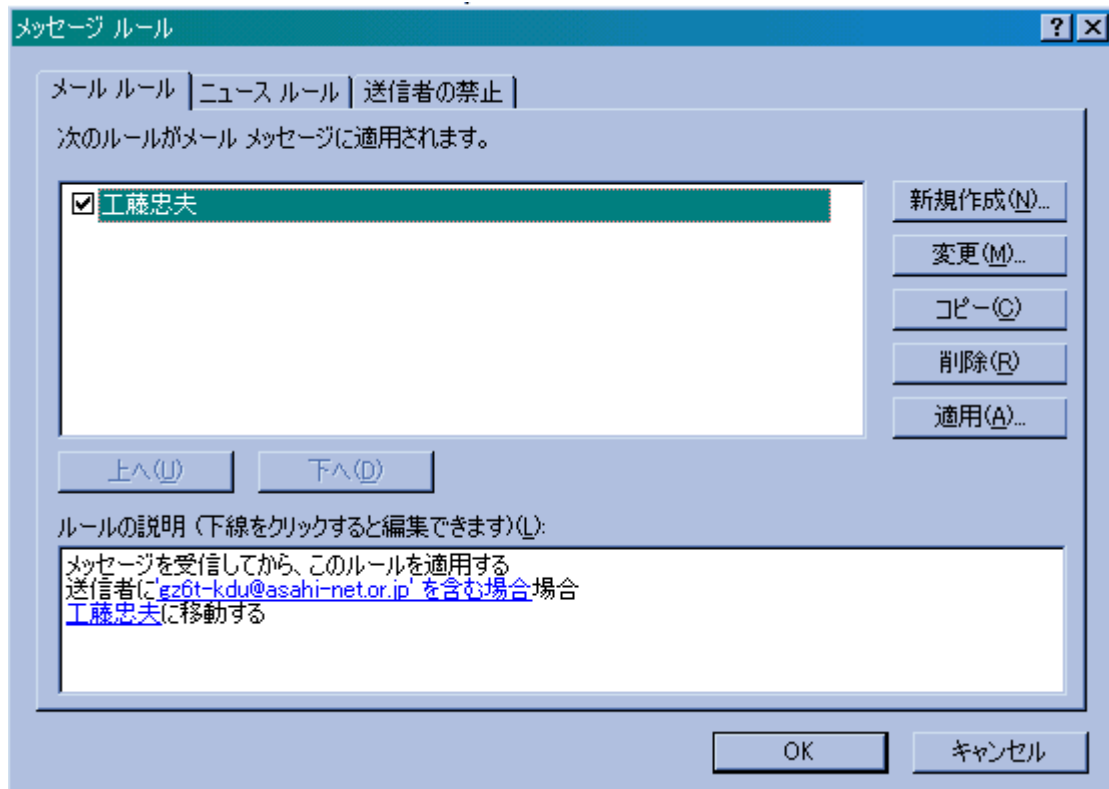 メッセージ ルール
メール ルール ニュース ルール 送信者の禁止
次のルールがメール メッセージに適用されます。
工藤忠夫
新規作成(N)...
変更(M)...
コピー(C)
削除(R)
適用(A)...
上へ(U) 下へ(D)
ルールの説明 (下線をクリックすると編集できます)(L):
メッセージを受信してから、このルールを適用する
送信者に'gz6t-kdu@asahi-net.or.jp' を含む場合場合
工藤忠夫に移動する
OK キャンセル